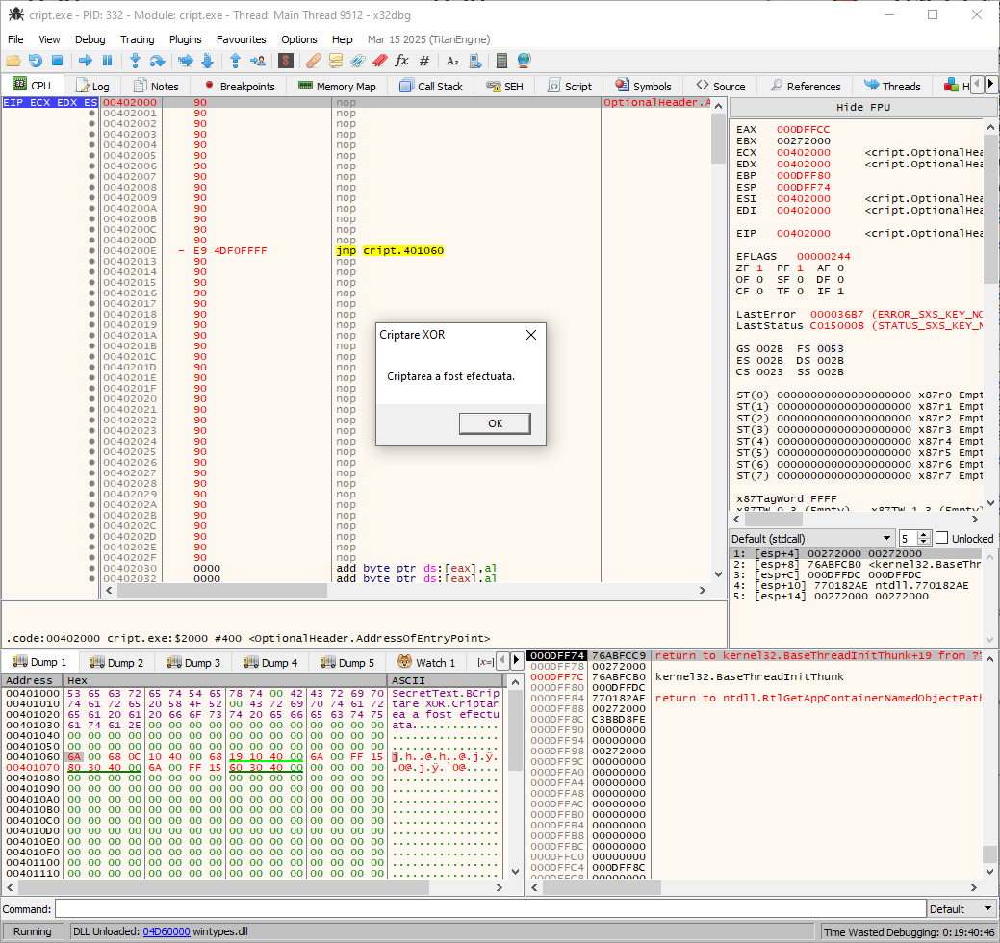 cript.exe - PID: 332 - Module: cript.exe - Thread: Main Thread 9512 - x32dbg
File View Debug Tracing Plugins Favourites Options Help Mar 15 2025 (TitanEngine)
CPU Log Notes Breakpoints Memory Map Call Stack SEH Script Symbols Source References Threads H
EIP ECX EDX ES 00402000 90 nop OptionalHeader.A
00402001 90 nop
00402002 90 nop
00402003 90 nop
00402004 90 nop
00402005 90 nop
00402006 90 nop
00402007 90 nop
00402008 90 nop
00402009 90 nop
0040200A 90 nop
0040200B 90 nop
0040200C 90 nop
0040200D 90 nop
0040200E - E9 4DF0FFFF jmp cript.401060
00402013 90 nop
00402014 90 nop
00402015 90 nop
00402016 90 nop
00402017 90 nop
00402018 90 nop
00402019 90 nop
0040201A 90 nop
0040201B 90 nop
0040201C 90 nop
0040201D 90 nop
0040201E 90 nop
0040201F 90 nop
00402020 90 nop
00402021 90 nop
00402022 90 nop
00402023 90 nop
00402024 90 nop
00402025 90 nop
00402026 90 nop
00402027 90 nop
00402028 90 nop
00402029 90 nop
0040202A 90 nop
0040202B 90 nop
0040202C 90 nop
0040202D 90 nop
0040202E 90 nop
0040202F 90 nop
00402030 0000 add byte ptr ds:[eax],al
00402032 0000 add byte ptr ds:[eax],al
Criptare XOR
Criptarea a fost efectuata.
OK
Hide FPU
EAX 000DFFCC
EBX 00272000
ECX 00402000 <cript.OptionalHea
EDX 00402000 <cript.OptionalHea
EBP 000DFF80
ESP 000DFF74
ESI 00402000 <cript.OptionalHea
EDI 00402000 <cript.OptionalHea
EIP 00402000 <cript.OptionalHea
EFLAGS 00000244
ZF 1 PF 1 AF 0
OF 0 SF 0 DF 0
CF 0 TF 0 IF 1
LastError 000036B7 (ERROR_SXS_KEY_NO
LastStatus C0150008 (STATUS_SXS_KEY_N
GS 002B FS 0053
ES 002B DS 002B
CS 0023 SS 002B
ST(0) 00000000000000000000 x87r0 Empt
ST(1) 00000000000000000000 x87r1 Empt
ST(2) 00000000000000000000 x87r2 Empt
ST(3) 00000000000000000000 x87r3 Empt
ST(4) 00000000000000000000 x87r4 Empt
ST(5) 00000000000000000000 x87r5 Empt
ST(6) 00000000000000000000 x87r6 Empt
ST(7) 00000000000000000000 x87r7 Empt
x87TagWord FFFF
Default (stdcall) 5 Unlocked
1: [esp+4] 00272000 00272000
2: [esp+8] 76ABFCB0 <kernel32.BaseThr
3: [esp+C] 000DFFDC 000DFFDC
4: [esp+10] 770182AE ntdll.770182AE
5: [esp+14] 00272000 00272000
.code:00402000 cript.exe:$2000 #400 <OptionalHeader.AddressOfEntryPoint>
Dump 1 Dump 2 Dump 3 Dump 4 Dump 5 Watch 1 [x=]
Address Hex ASCII
00401000 53 65 63 72 65 74 54 65 78 74 00 42 43 72 69 70 SecretText.BCrip
00401010 74 61 72 65 20 58 4F 52 00 43 72 69 70 74 61 72 tare XOR.Criptar
00401020 65 61 20 61 20 66 6F 73 74 20 65 66 65 63 74 75 ea a fost efectu
00401030 61 74 61 2E 00 00 00 00 00 00 00 00 00 00 00 00 ata.............
00401040 00 00 00 00 00 00 00 00 00 00 00 00 00 00 00 00 ................
00401050 00 00 00 00 00 00 00 00 00 00 00 00 00 00 00 00 ................
00401060 6A 00 68 0C 10 40 00 68 19 10 40 00 6A 00 FF 15 j.h..@.h..@.j.ÿ.
00401070 80 30 40 00 6A 00 FF 15 60 30 40 00 00 00 00 00 .0@.j.ÿ.`0@.....
00401080 00 00 00 00 00 00 00 00 00 00 00 00 00 00 00 00 ................
00401090 00 00 00 00 00 00 00 00 00 00 00 00 00 00 00 00 ................
004010A0 00 00 00 00 00 00 00 00 00 00 00 00 00 00 00 00 ................
004010B0 00 00 00 00 00 00 00 00 00 00 00 00 00 00 00 00 ................
004010C0 00 00 00 00 00 00 00 00 00 00 00 00 00 00 00 00 ................
004010D0 00 00 00 00 00 00 00 00 00 00 00 00 00 00 00 00 ................
004010E0 00 00 00 00 00 00 00 00 00 00 00 00 00 00 00 00 ................
004010F0 00 00 00 00 00 00 00 00 00 00 00 00 00 00 00 00 ................
00401100 00 00 00 00 00 00 00 00 00 00 00 00 00 00 00 00 ................
00401110 00 00 00 00 00 00 00 00 00 00 00 00 00 00 00 00 ................
000DFF74 76ABFCC9 return to kernel32.BaseThreadInitThunk+19 from ??
000DFF78 00272000
000DFF7C 76ABFCB0 kernel32.BaseThreadInitThunk
000DFF80 000DFFDC
000DFF84 770182AE return to ntdll.RtlGetAppContainerNamedObjectPath
000DFF88 00272000
000DFF8C C3BBD8FE
000DFF90 00000000
000DFF94 00000000
000DFF98 00272000
000DFF9C 00000000
000DFFA0 00000000
000DFFA4 00000000
000DFFA8 00000000
000DFFAC 00000000
000DFFB0 00000000
000DFFB4 00000000
000DFFB8 00000000
000DFFBC 00000000
000DFFC0 00000000
000DFFC4 000DFF8C
000DFFC8 00000000
Command: Default
Running DLL Unloaded: 04D60000 wintypes.dll Time Wasted Debugging: 0:19:40:46